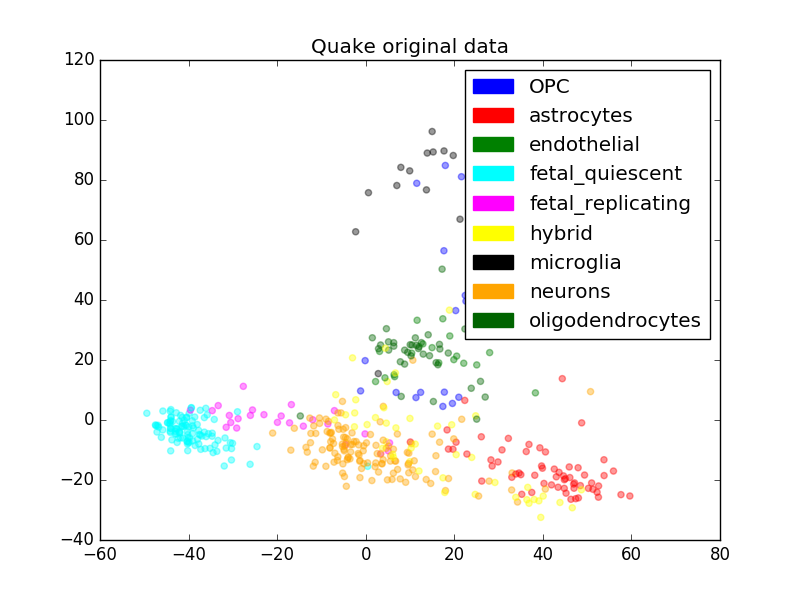 Quake original data
120
100
80
60
40
20
0
−20
−40
−60
−40
−20
0
20
40
60
80
OPC
astrocytes
endothelial
fetal_quiescent
fetal_replicating
hybrid
microglia
neurons
oligodendrocytes